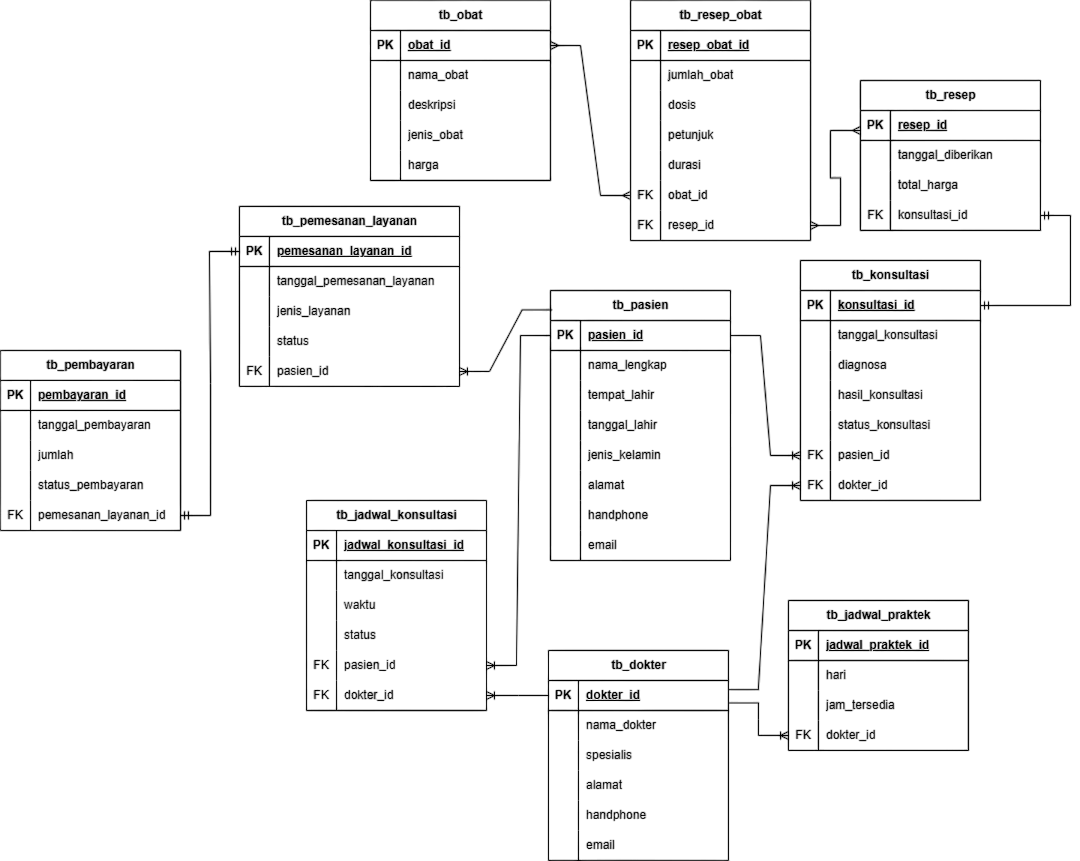 tb_obat
PK obat_id
nama_obat
deskripsi
jenis_obat
harga
tb_resep_obat
PK resep_obat_id
jumlah_obat
dosis
petunjuk
durasi
FK obat_id
FK resep_id
tb_resep
PK resep_id
tanggal_diberikan
total_harga
FK konsultasi_id
tb_pemesanan_layanan
PK pemesanan_layanan_id
tanggal_pemesanan_layanan
jenis_layanan
status
FK pasien_id
tb_pasien
PK pasien_id
nama_lengkap
tempat_lahir
tanggal_lahir
jenis_kelamin
alamat
handphone
email
tb_konsultasi
PK konsultasi_id
tanggal_konsultasi
diagnosa
hasil_konsultasi
status_konsultasi
FK pasien_id
FK dokter_id
tb_pembayaran
PK pembayaran_id
tanggal_pembayaran
jumlah
status_pembayaran
FK pemesanan_layanan_id
tb_jadwal_konsultasi
PK jadwal_konsultasi_id
tanggal_konsultasi
waktu
status
FK pasien_id
FK dokter_id
tb_dokter
PK dokter_id
nama_dokter
spesialis
alamat
handphone
email
tb_jadwal_praktek
PK jadwal_praktek_id
hari
jam_tersedia
FK dokter_id